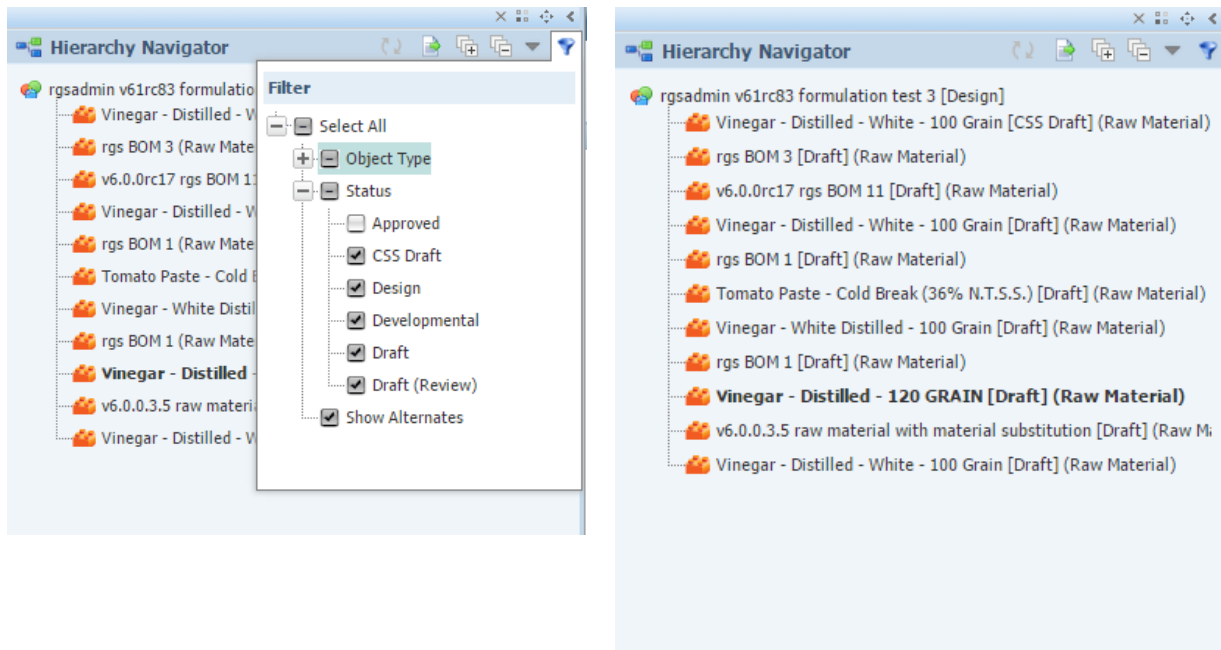 Hierarchy Navigator
rgsadmin v61rc83 formulatio
Vinegar - Distilled - W
rgs BOM 3 (Raw Mate
v6.0.0rc17 rgs BOM 11
Vinegar - Distilled - W
rgs BOM 1 (Raw Mate
Tomato Paste - Cold B
Vinegar - White Distil
rgs BOM 1 (Raw Mate
Vinegar - Distilled -
v6.0.0.3.5 raw materia
Vinegar - Distilled - W
Filter
Select All
Object Type
Status
Approved
CSS Draft
Design
Developmental
Draft
Draft (Review)
Show Alternates
Hierarchy Navigator
rgsadmin v61rc83 formulation test 3 [Design]
Vinegar - Distilled - White - 100 Grain [CSS Draft] (Raw Material)
rgs BOM 3 [Draft] (Raw Material)
v6.0.0rc17 rgs BOM 11 [Draft] (Raw Material)
Vinegar - Distilled - White - 100 Grain [Draft] (Raw Material)
rgs BOM 1 [Draft] (Raw Material)
Tomato Paste - Cold Break (36% N.T.S.S.) [Draft] (Raw Material)
Vinegar - White Distilled - 100 Grain [Draft] (Raw Material)
rgs BOM 1 [Draft] (Raw Material)
Vinegar - Distilled - 120 GRAIN [Draft] (Raw Material)
v6.0.0.3.5 raw material with material substitution [Draft] (Raw Ma
Vinegar - Distilled - White - 100 Grain [Draft] (Raw Material)